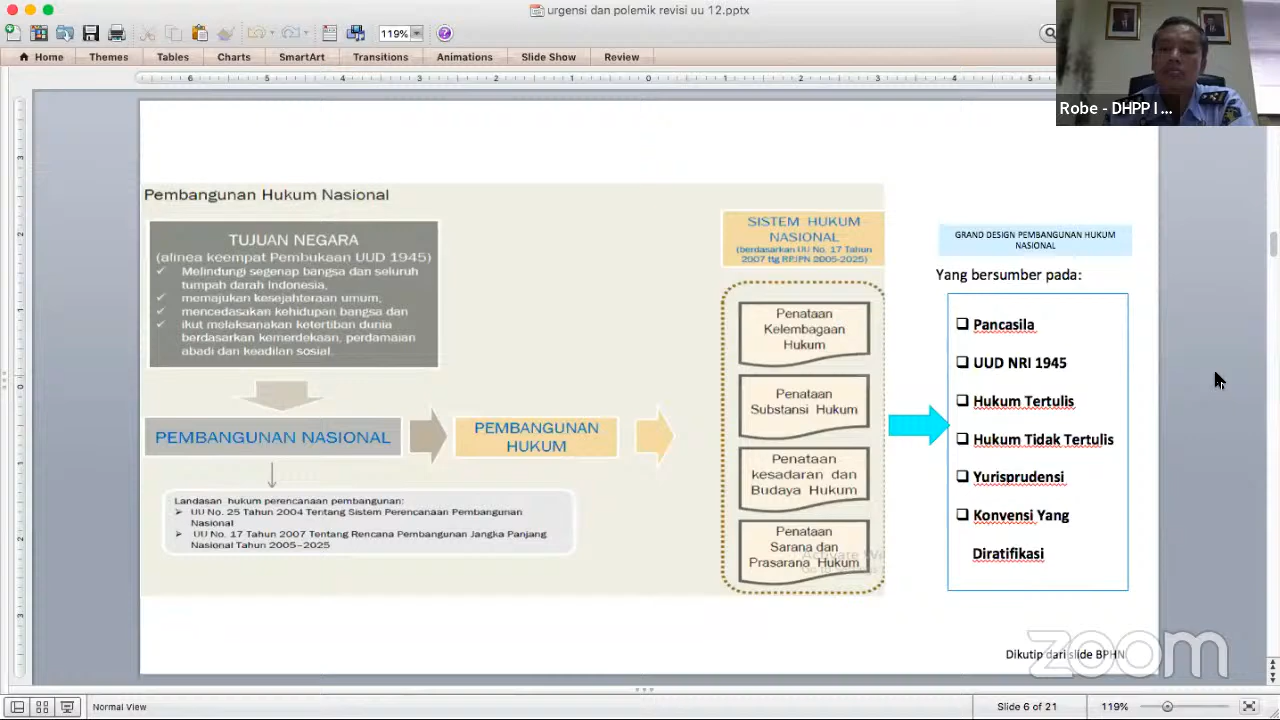 urgensi dan polemik revisi uu 12.pptx
119%
Home
Themes
Tables
Charts
SmartArt
Transitions
Animations
Slide Show
Review
Robe - DHPP I ...
Pembangunan Hukum Nasional
TUJUAN NEGARA
(alinea keempat Pembukaan UUD 1945)
✓ Melindungi segenap bangsa dan seluruh
tumpah darah Indonesia,
✓ memajukan kesejahteraan umum,
✓ mencedasakan kehidupan bangsa dan
✓ ikut melaksanakan ketertiban dunia
berdasarkan kemerdekaan, perdamaian
abadi dan keadilan sosial.
PEMBANGUNAN NASIONAL
PEMBANGUNAN
HUKUM
Landasan hukum perencanaan pembangunan:
➢ UU No. 25 Tahun 2004 Tentang Sistem Perencanaan Pembangunan
Nasional
➢ UU No. 17 Tahun 2007 Tentang Rencana Pembangunan Jangka Panjang
Nasional Tahun 2005–2025
SISTEM HUKUM
NASIONAL
(berdasarkan UU No. 17 Tahun
2007 ttg RPJPN 2005-2025)
Penataan
Kelembagaan
Hukum
Penataan
Substansi Hukum
Penataan
kesadaran dan
Budaya Hukum
Penataan
Sarana dan
Prasarana Hukum
GRAND DESIGN PEMBANGUNAN HUKUM
NASIONAL
Yang bersumber pada:
❑ Pancasila
❑ UUD NRI 1945
❑ Hukum Tertulis
❑ Hukum Tidak Tertulis
❑ Yurisprudensi
❑ Konvensi Yang
Diratifikasi
Dikutip dari slide BPHN
zoom
Normal View
Slide 6 of 21
119%